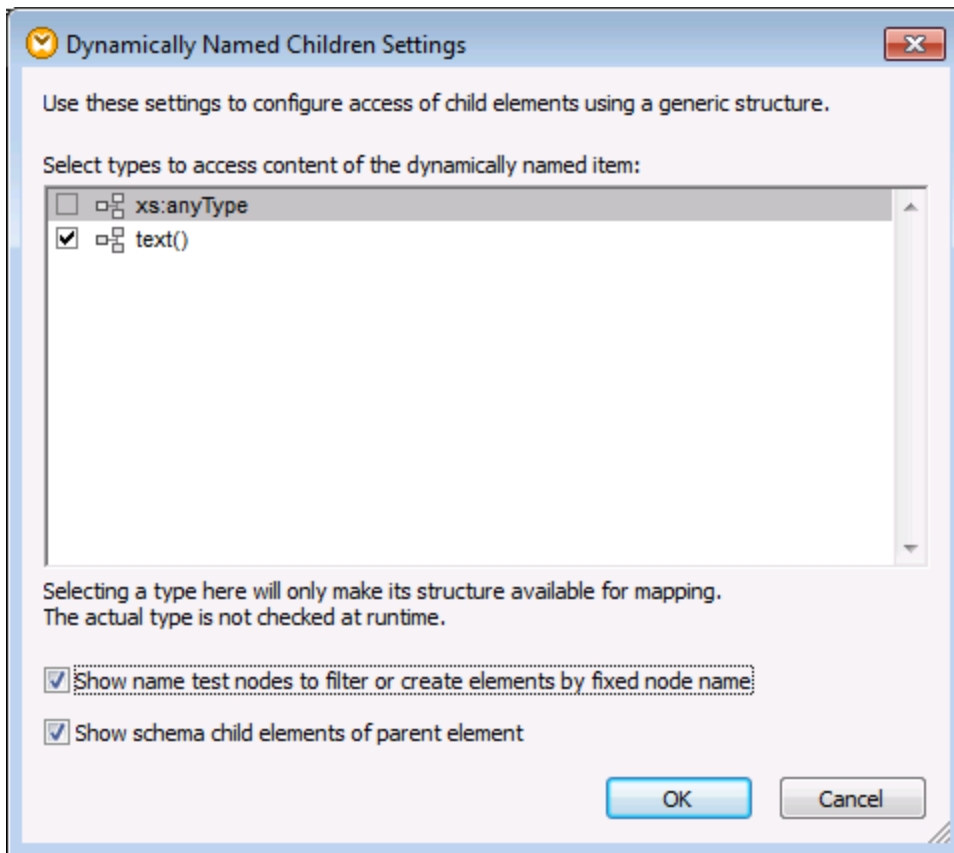 Dynamically Named Children Settings
Use these settings to configure access of child elements using a generic structure.
Select types to access content of the dynamically named item:
xs:anyType
text()
Selecting a type here will only make its structure available for mapping.
The actual type is not checked at runtime.
Show name test nodes to filter or create elements by fixed node name
Show schema child elements of parent element
OK Cancel